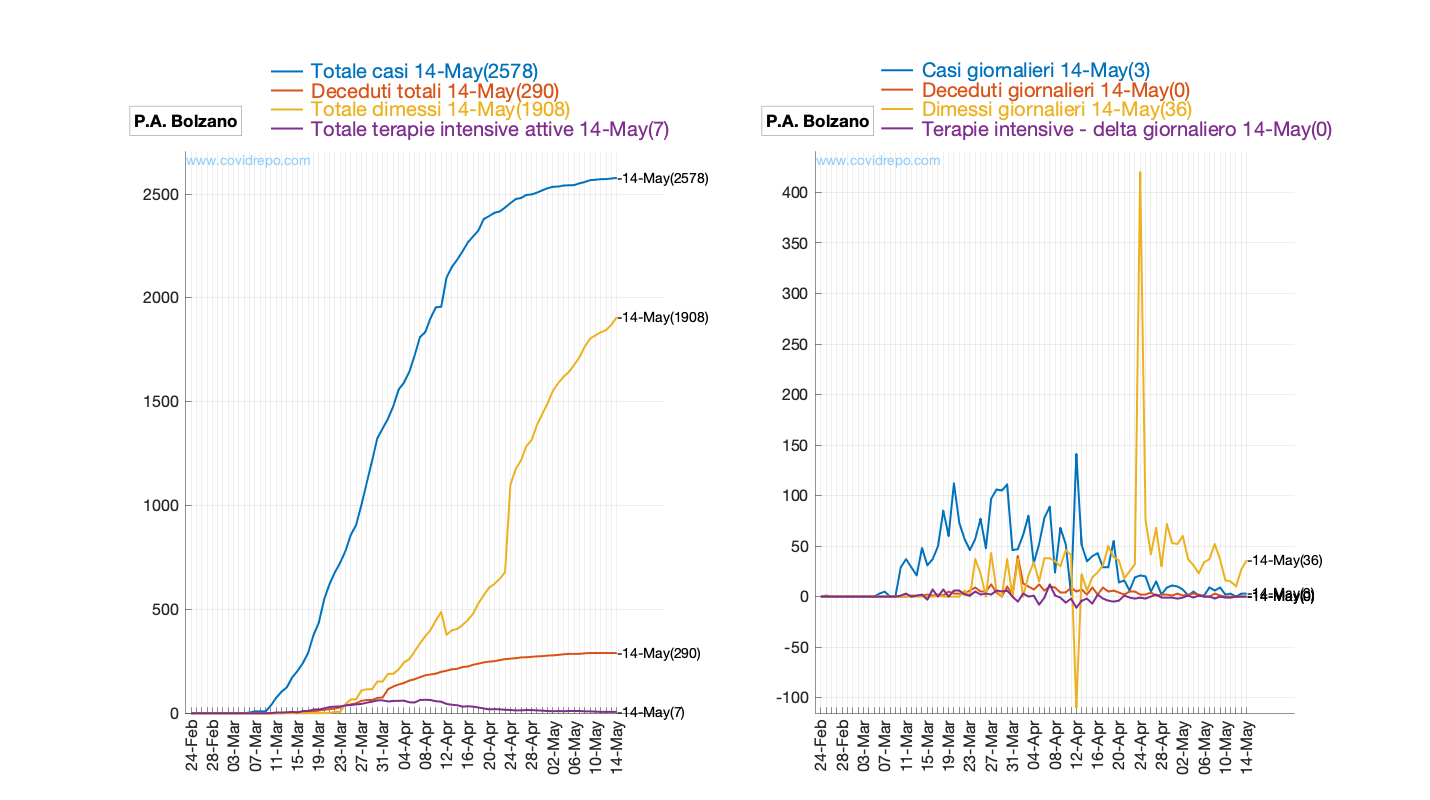 Totale casi 14-May(2578)
Deceduti totali 14-May(290)
Totale dimessi 14-May(1908)
Totale terapie intensive attive 14-May(7)
P.A. Bolzano
www.covidrepo.com
2500
2000
1500
1000
500
0
-14-May(2578)
-14-May(1908)
-14-May(290)
-14-May(7)
24-Feb
28-Feb
03-Mar
07-Mar
11-Mar
15-Mar
19-Mar
23-Mar
27-Mar
31-Mar
04-Apr
08-Apr
12-Apr
16-Apr
20-Apr
24-Apr
28-Apr
02-May
06-May
10-May
14-May
Casi giornalieri 14-May(3)
Deceduti giornalieri 14-May(0)
Dimessi giornalieri 14-May(36)
Terapie intensive - delta giornaliero 14-May(0)
P.A. Bolzano
www.covidrepo.com
400
350
300
250
200
150
100
50
0
-50
-100
-14-May(36)
24-Feb
28-Feb
03-Mar
07-Mar
11-Mar
15-Mar
19-Mar
23-Mar
27-Mar
31-Mar
04-Apr
08-Apr
12-Apr
16-Apr
20-Apr
24-Apr
28-Apr
02-May
06-May
10-May
14-May